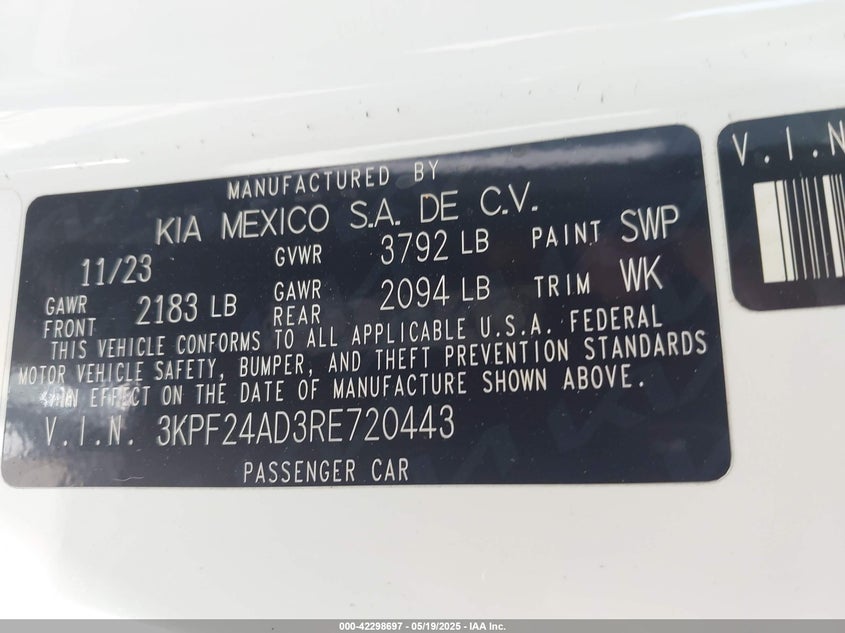 MANUFACTURED BY
KIA MEXICO S.A. DE C.V.
11/23 GVWR 3792 LB PAINT SWP
GAWR FRONT 2183 LB GAWR REAR 2094 LB TRIM WK
THIS VEHICLE CONFORMS TO ALL APPLICABLE U.S.A. FEDERAL
MOTOR VEHICLE SAFETY, BUMPER, AND THEFT PREVENTION STANDARDS
IN EFFECT ON THE DATE OF MANUFACTURE SHOWN ABOVE.
V.I.N. 3KPF24AD3RE720443
PASSENGER CAR
V.I.N
000-42298697 - 05/19/2025 - IAA Inc.